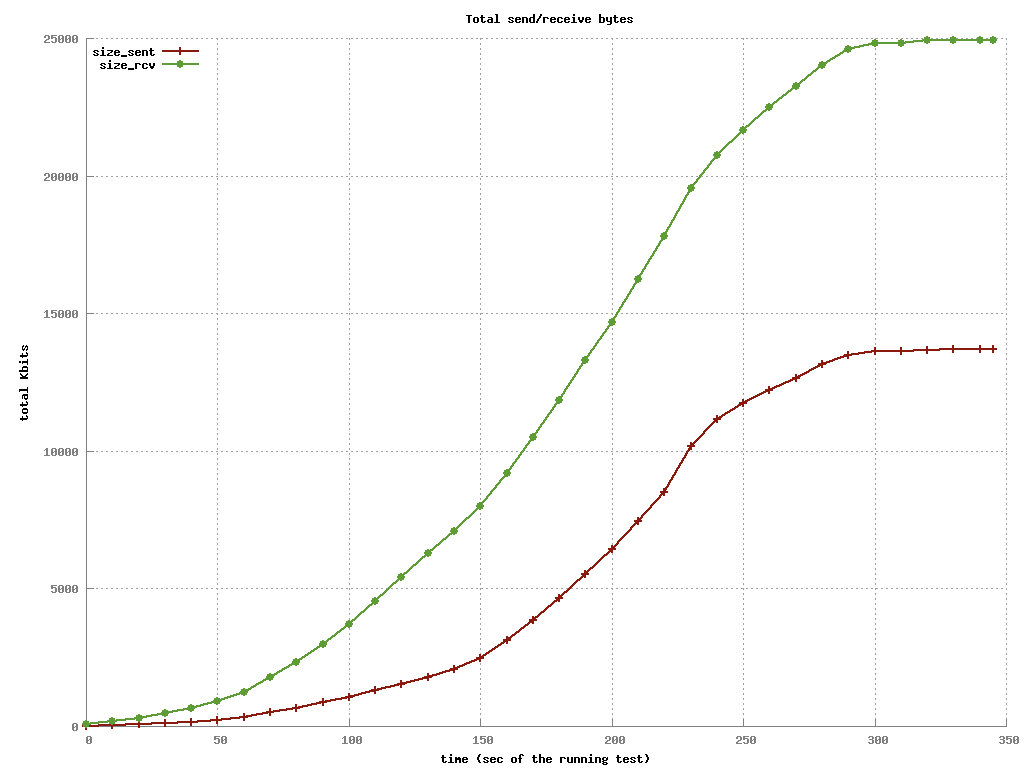 Total send/receive bytes
size_sent
size_rcv
25000
20000
15000
10000
5000
0
total Kbits
0 50 100 150 200 250 300 350
time (sec of the running test)